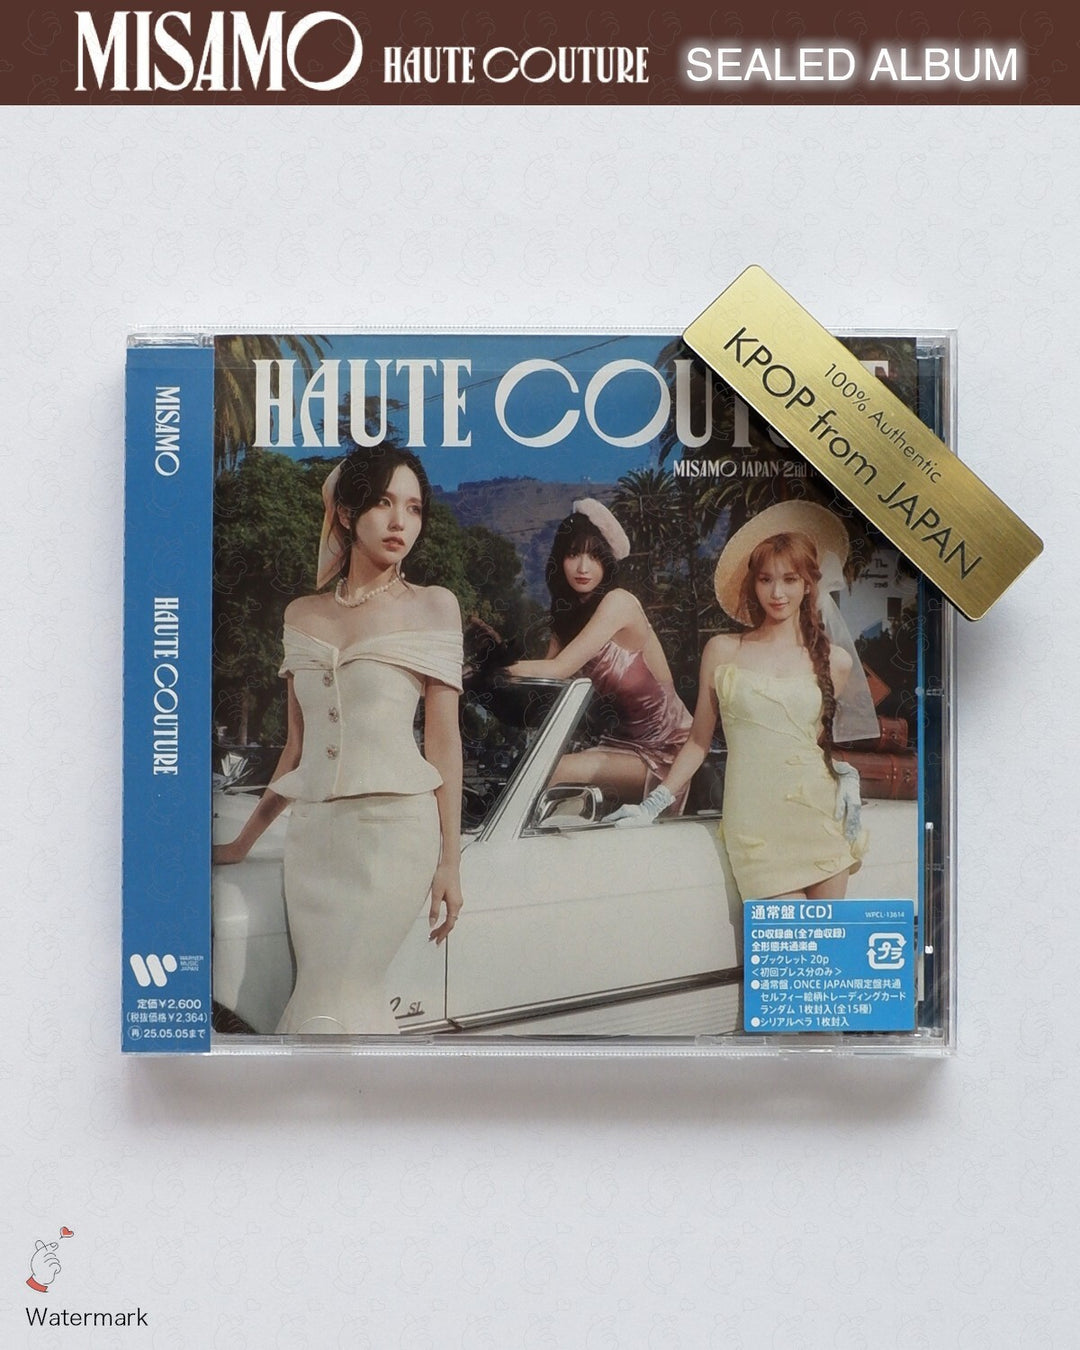 MISAMO HAUTE COUTURE SEALED ALBUM
MISAMO
HAUTE COUTURE
WARNER
MUSIC
JAPAN
定価¥2,600
(税抜価格¥2,364)
再 25.05.05まで
HAUTE COUT
MISAMO JAPAN 2nd
100% Authentic
KPOP from JAPAN
The
通常盤【CD】 WPCL-13614
CD収録曲(全7曲収録)
全形態共通楽曲
●ブックレット 20p
<初回プレス分のみ>
●通常盤、ONCE JAPAN限定盤共通
セルフィー絵柄トレーディングカード
ランダム 1枚封入(全15種)
●シリアルペラ 1枚封入
プラ
Watermark